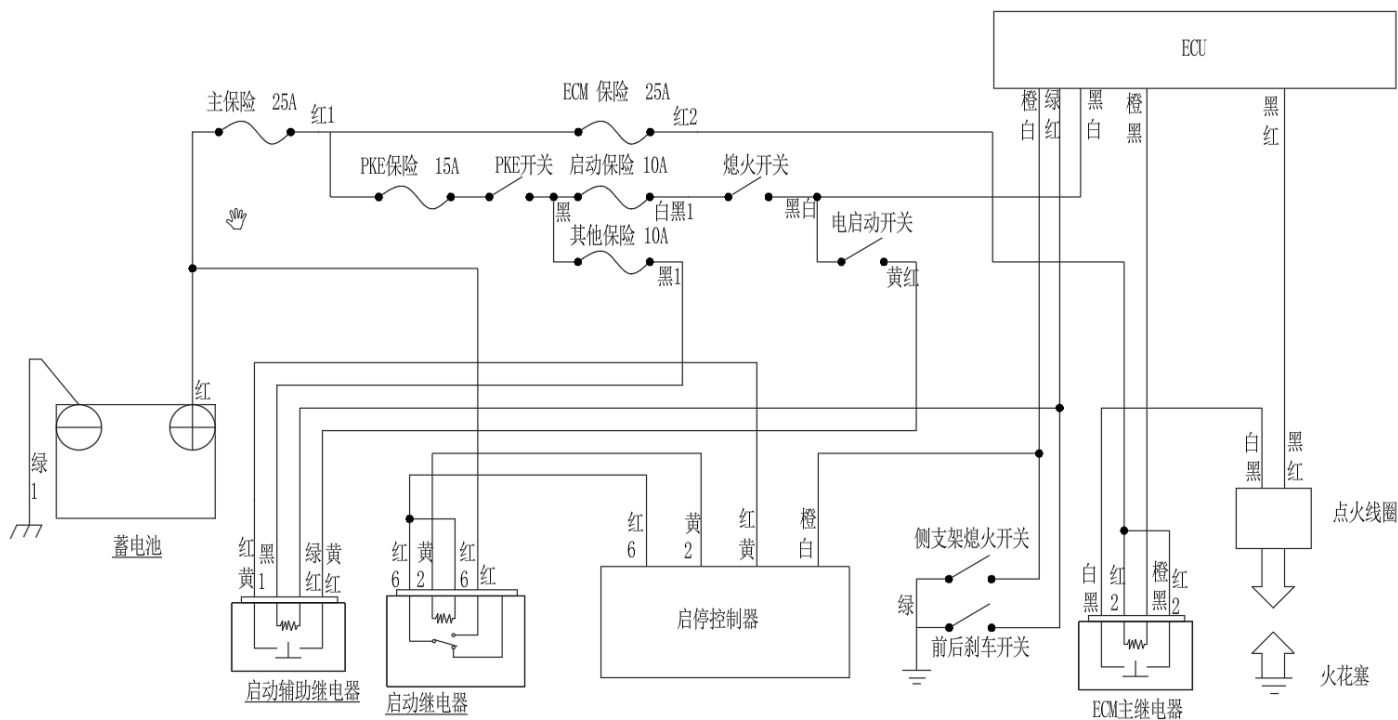 ECU
主保险 25A
红1
ECM 保险 25A
红2
橙白
绿红
黑白
橙黑
黑红
PKE保险 15A
PKE开关
启动保险 10A
熄火开关
黑
白黑1
黑白
其他保险 10A
电启动开关
黑1
黄红
红
绿1
蓄电池
白黑
黑红
点火线圈
红黄
黑1
绿红
黄红
启动辅助继电器
红6
黄2
红6
红
启动继电器
红6
黄2
红黄
橙白
启停控制器
侧支架熄火开关
绿
前后刹车开关
白黑
红2
橙黑
红2
ECM主继电器
火花塞